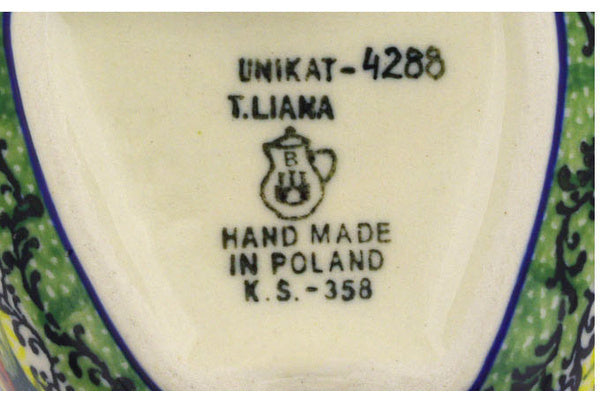 UNIKAT-4288
T.LIANA
B
HAND MADE
IN POLAND
K.S.-358